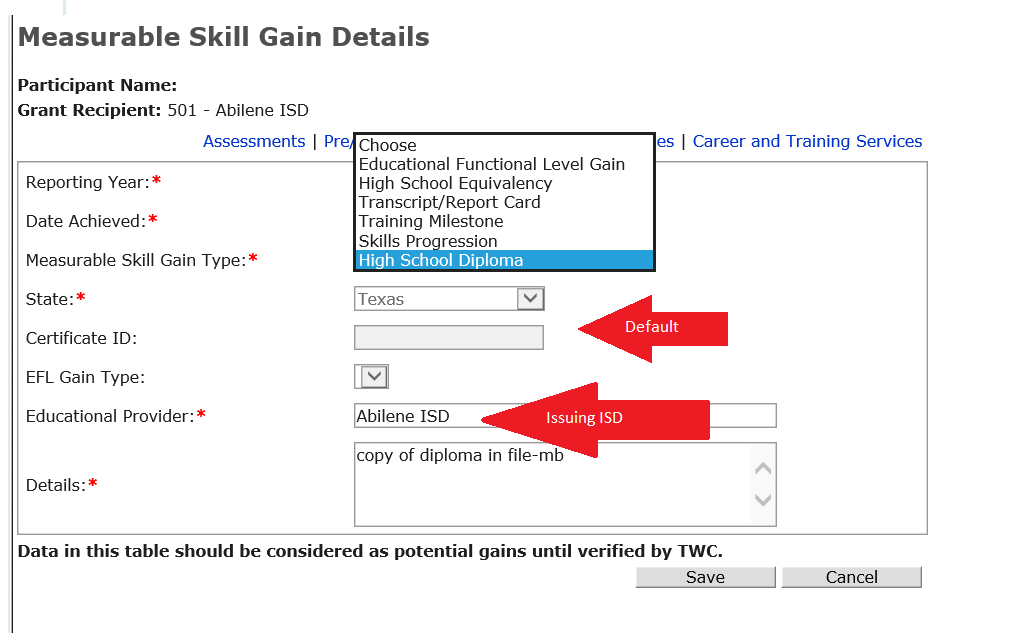 Measurable Skill Gain Details
Participant Name:
Grant Recipient: 501 - Abilene ISD
Assessments | Pre/ es | Career and Training Services
Choose
Educational Functional Level Gain
High School Equivalency
Transcript/Report Card
Training Milestone
Skills Progression
High School Diploma
Reporting Year:*
Date Achieved:*
Measurable Skill Gain Type:*
State:* Texas
Default
Certificate ID:
EFL Gain Type:
Educational Provider:* Abilene ISD
Issuing ISD
Details:* copy of diploma in file-mb
Data in this table should be considered as potential gains until verified by TWC.
Save Cancel